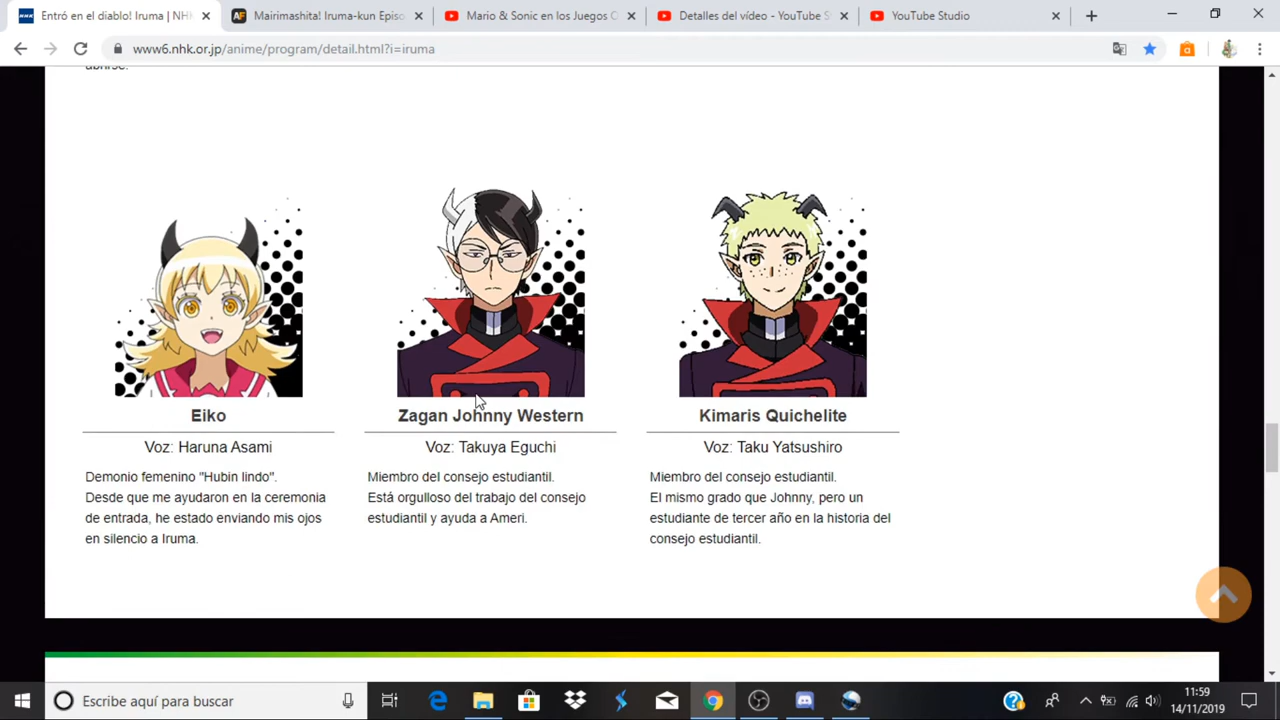 Entró en el diablo! Iruma | NHK
Mairimashita! Iruma-kun Episo
Mario & Sonic en los Juegos O
Detalles del vídeo - YouTube S
YouTube Studio
www6.nhk.or.jp/anime/program/detail.html?i=iruma
abrirse.
Eiko
Voz: Haruna Asami
Demonio femenino "Hubin lindo".
Desde que me ayudaron en la ceremonia
de entrada, he estado enviando mis ojos
en silencio a Iruma.
Zagan Johnny Western
Voz: Takuya Eguchi
Miembro del consejo estudiantil.
Está orgulloso del trabajo del consejo
estudiantil y ayuda a Ameri.
Kimaris Quichelite
Voz: Taku Yatsushiro
Miembro del consejo estudiantil.
El mismo grado que Johnny, pero un
estudiante de tercer año en la historia del
consejo estudiantil.
Escribe aquí para buscar
11:59
14/11/2019